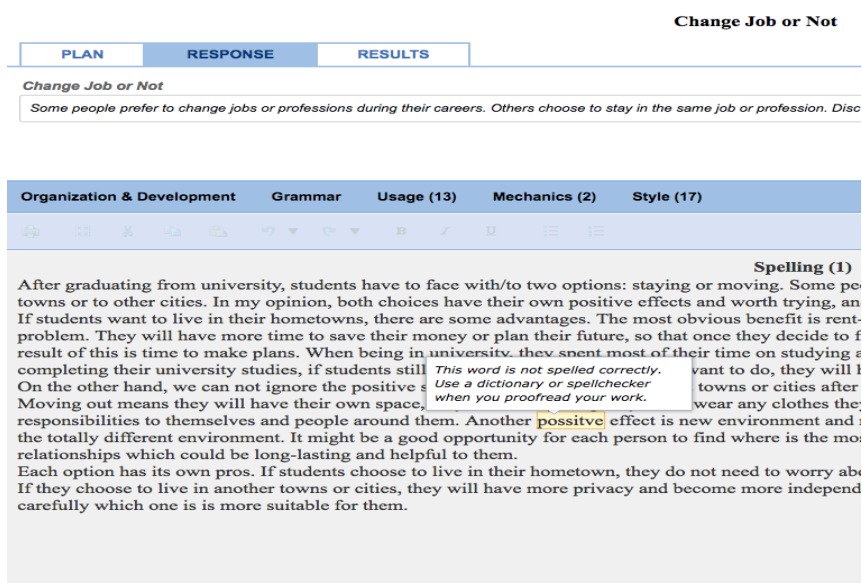 Change Job or Not
PLAN RESPONSE RESULTS
Change Job or Not
Some people prefer to change jobs or professions during their careers. Others choose to stay in the same job or profession. Disc
Organization & Development Grammar Usage (13) Mechanics (2) Style (17)
Spelling (1)
After graduating from university, students have to face with/to two options: staying or moving. Some pe
towns or to other cities. In my opinion, both choices have their own positive effects and worth trying, an
If students want to live in their hometowns, there are some advantages. The most obvious benefit is rent-
problem. They will have more time to save their money or plan their future, so that once they decide to f
result of this is time to make plans. When being in university, they spent most of their time on studying a
completing their university studies, if students still want to do, they will h
This word is not spelled correctly.
Use a dictionary or spellchecker
when you proofread your work.
On the other hand, we can not ignore the positive towns or cities after
Moving out means they will have their own space, wear any clothes they
responsibilities to themselves and people around them. Another possitve effect is new environment and
the totally different environment. It might be a good opportunity for each person to find where is the mos
relationships which could be long-lasting and helpful to them.
Each option has its own pros. If students choose to live in their hometown, they do not need to worry abo
If they choose to live in another towns or cities, they will have more privacy and become more independ
carefully which one is is more suitable for them.